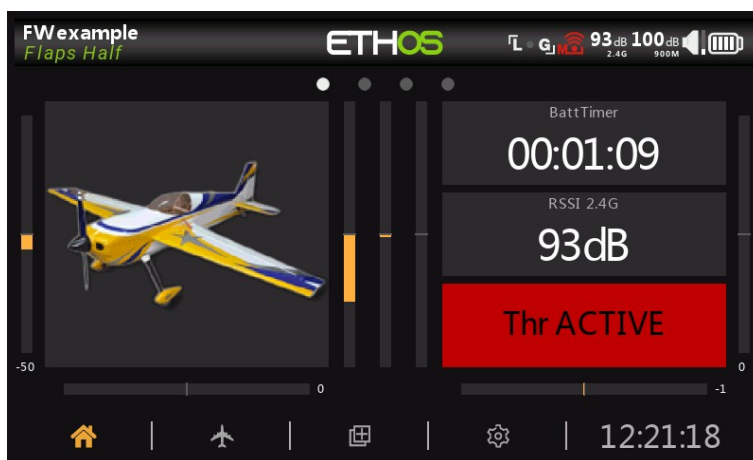 FWexample
Flaps Half
ETHOS
L G M 93dB 2.4G 100dB 900M
BattTimer
00:01:09
RSSI 2.4G
93dB
Thr ACTIVE
-50
0
0
-1
12:21:18